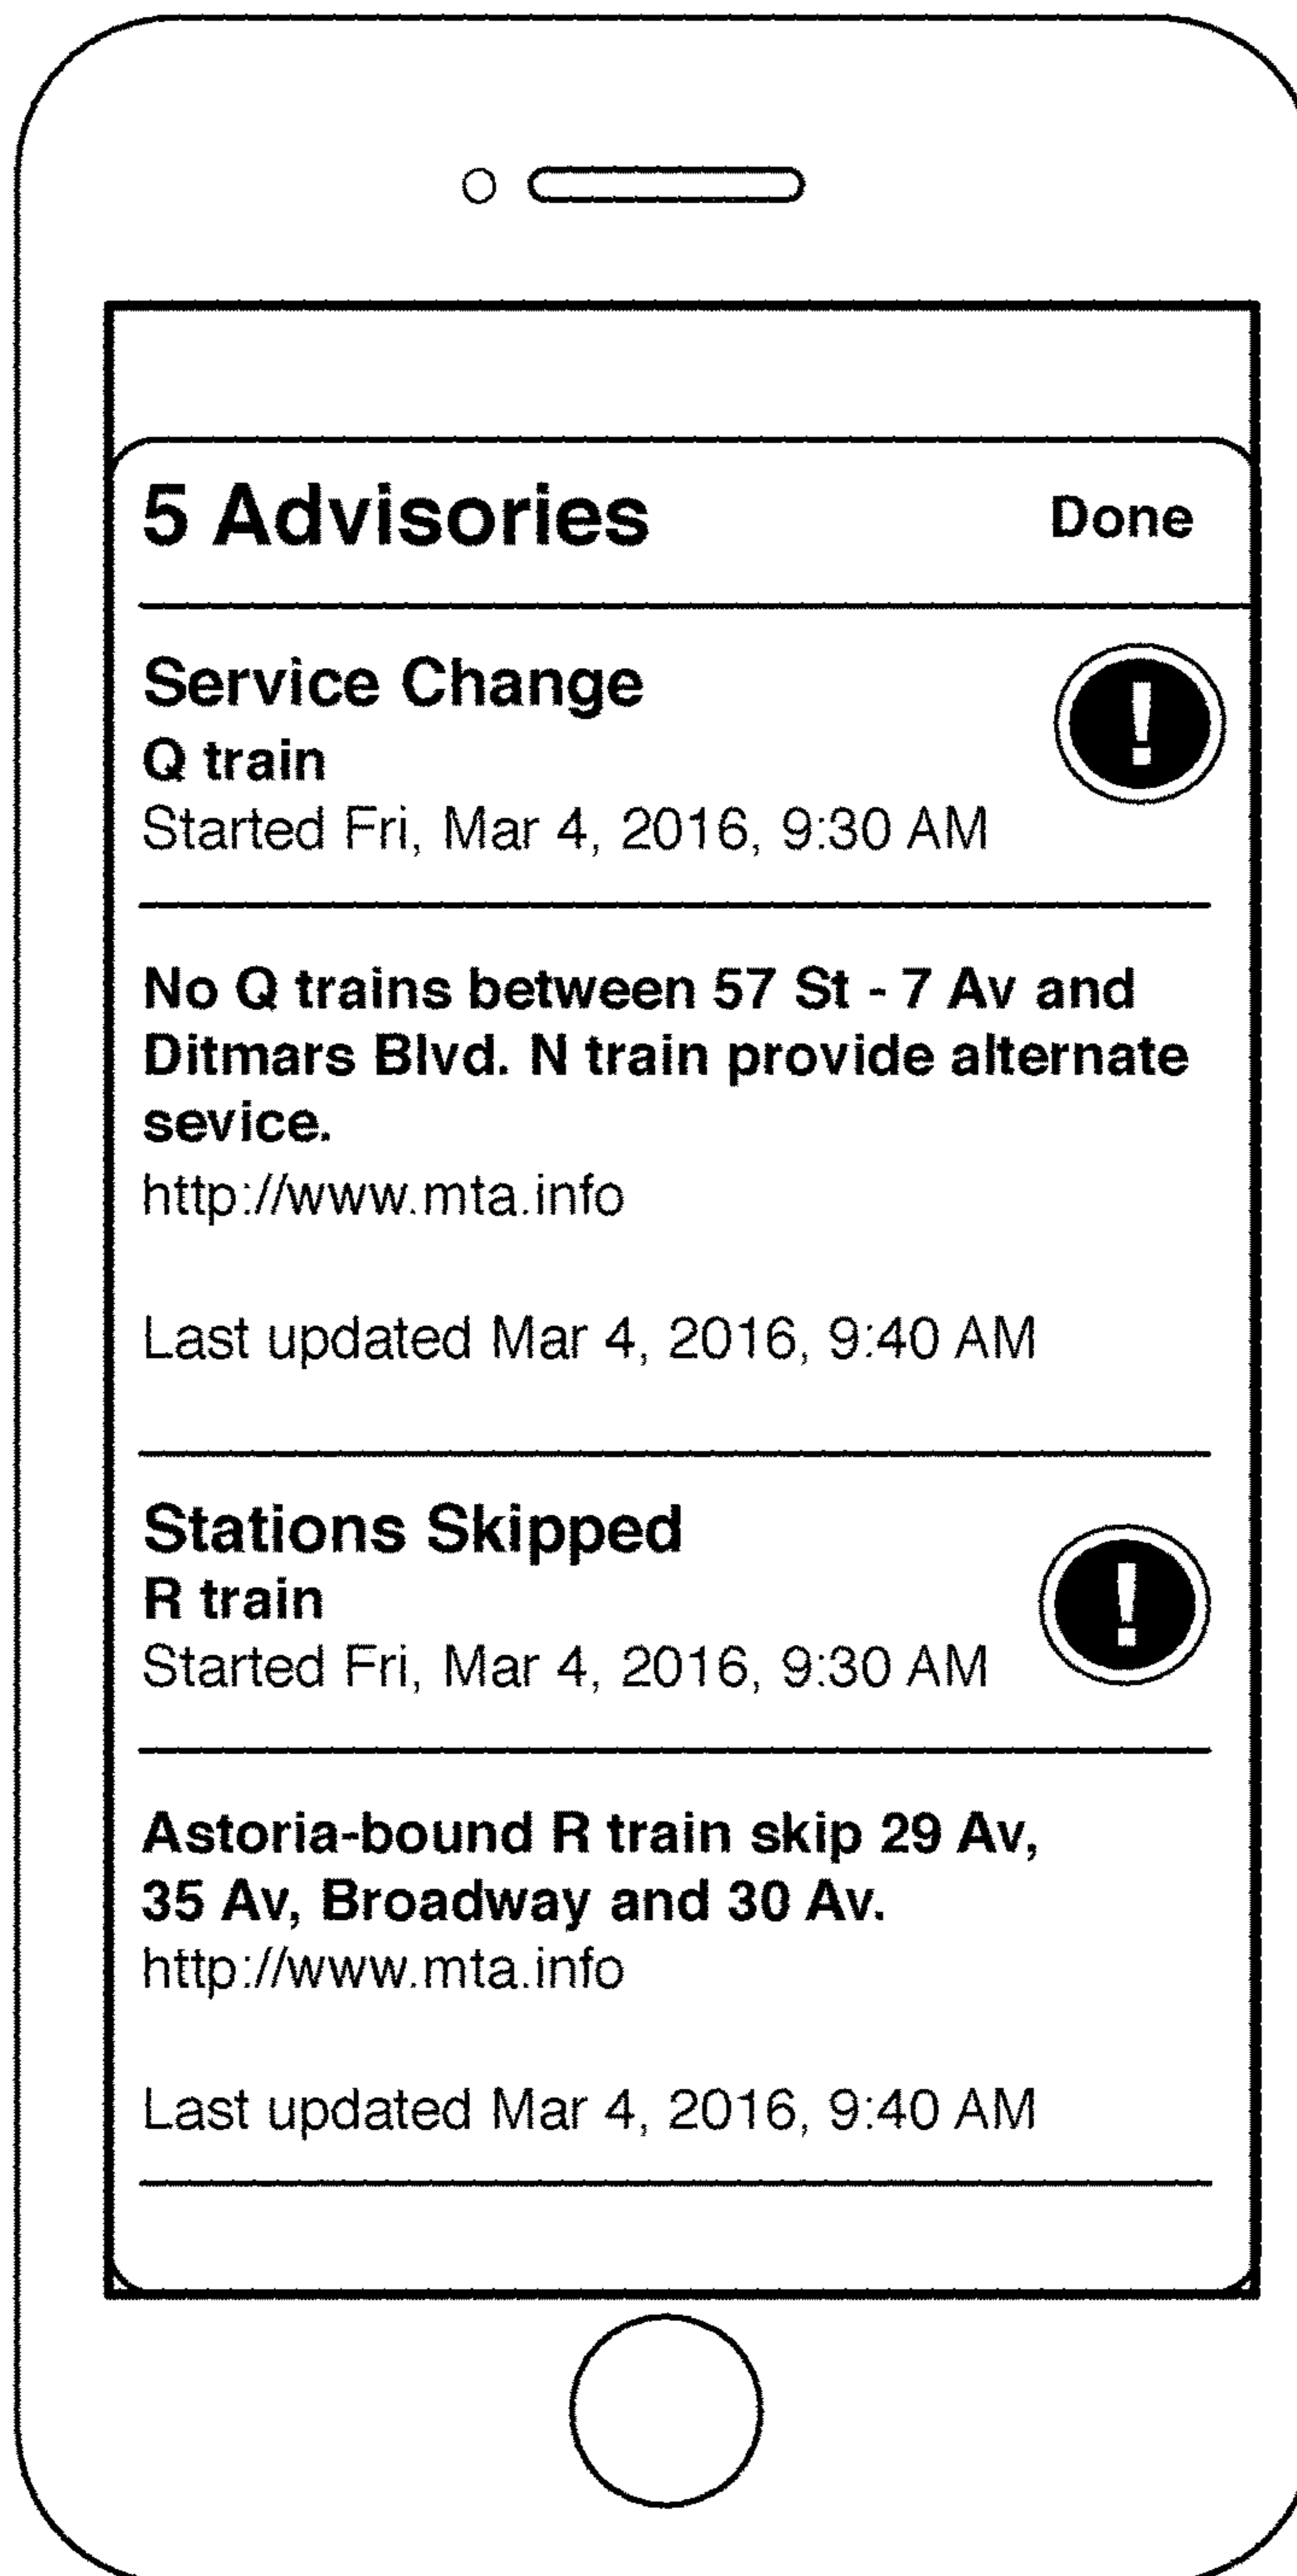 5 Advisories
Done
Service Change
!
Q train
Started Fri, Mar 4, 2016, 9:30 AM
No Q trains between 57 St - 7 Av and
Ditmars Blvd. N train provide alternate
sevice.
http://www.mta.info
Last updated Mar 4, 2016, 9:40 AM
Stations Skipped
!
R train
Started Fri, Mar 4, 2016, 9:30 AM
Astoria-bound R train skip 29 Av,
35 Av, Broadway and 30 Av.
http://www.mta.info
Last updated Mar 4, 2016, 9:40 AM